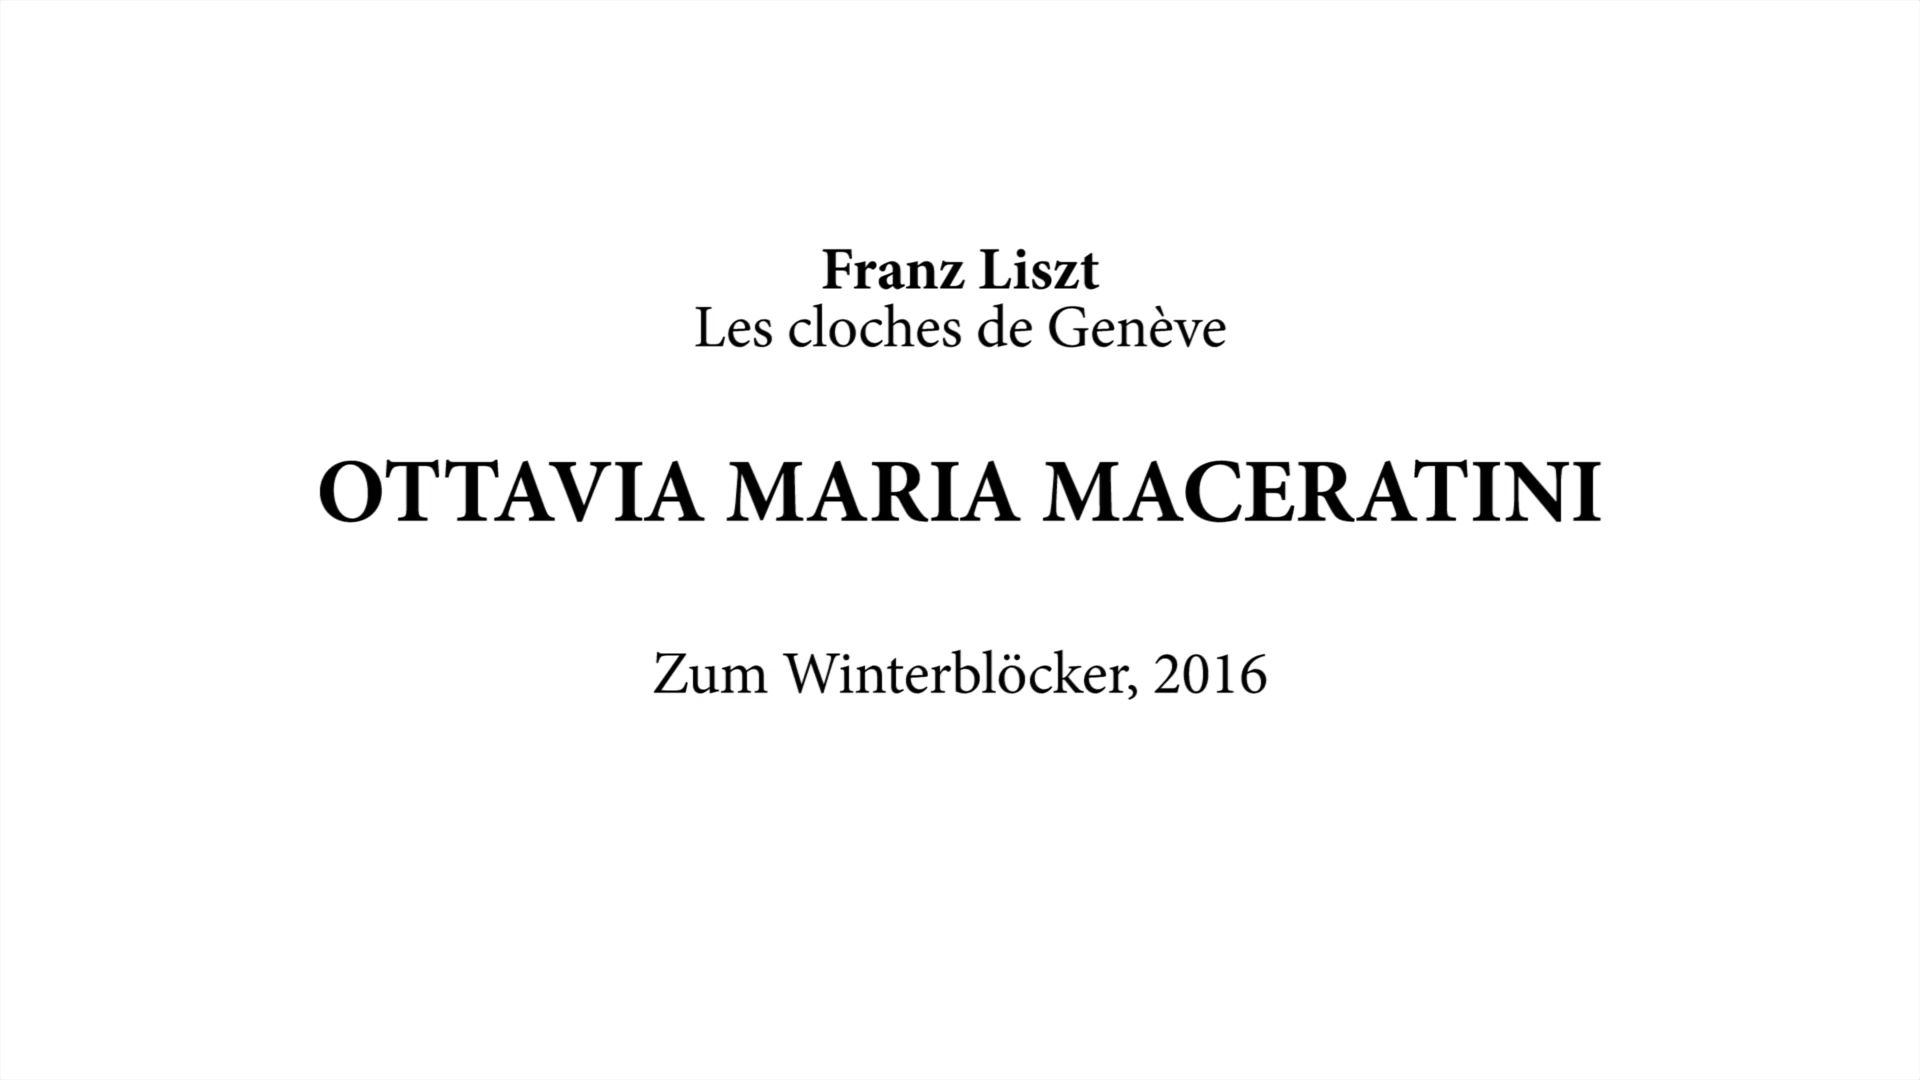 Franz Liszt
Les cloches de Genève
OTTAVIA MARIA MACERATINI
Zum Winterblöcker, 2016